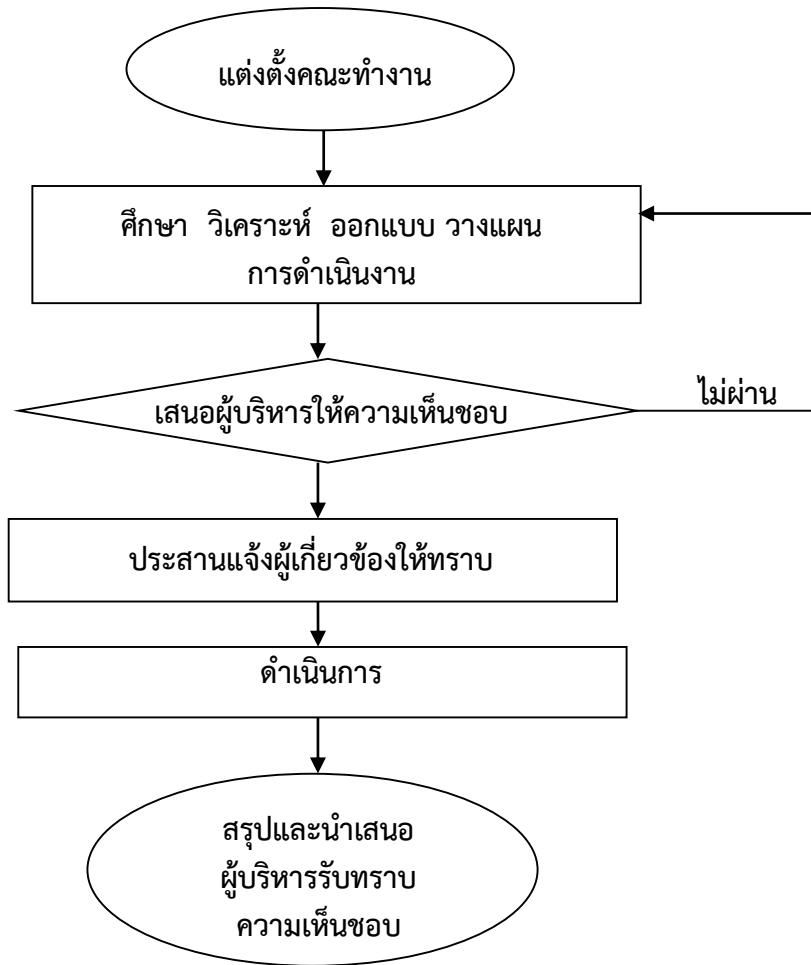 แต่งตั้งคณะทำงาน
ศึกษา วิเคราะห์ ออกแบบ วางแผน
การดำเนินงาน
เสนอผู้บริหารให้ความเห็นชอบ
ไม่ผ่าน
ประสานแจ้งผู้เกี่ยวข้องให้ทราบ
ดำเนินการ
สรุปและนำเสนอ
ผู้บริหารรับทราบ
ความเห็นชอบ